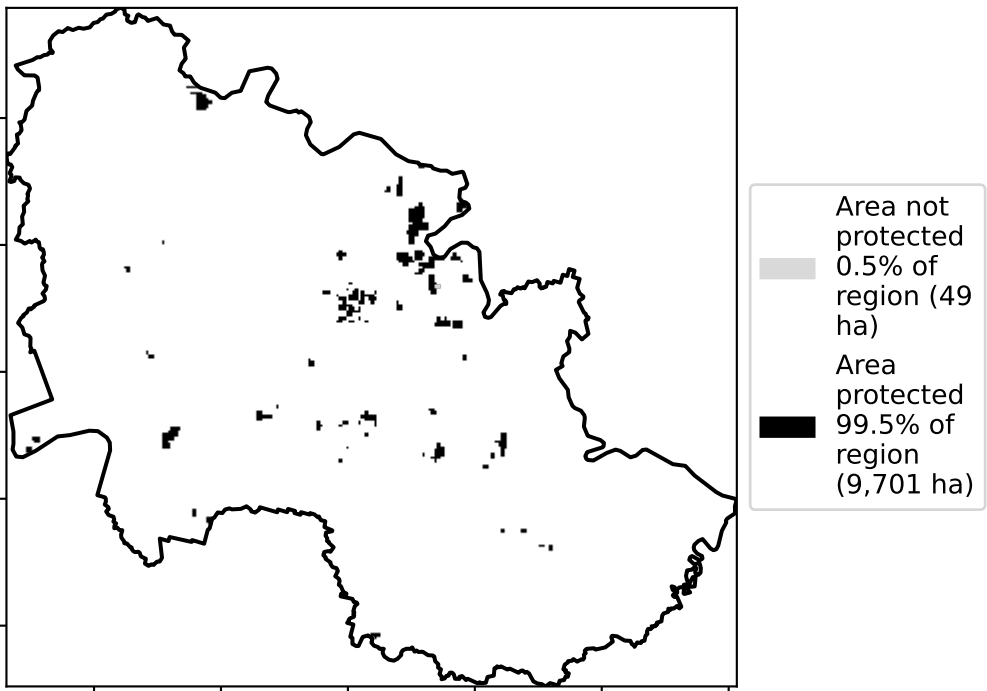 Area not
protected
0.5% of
region (49
ha)
Area
protected
99.5% of
region
(9,701 ha)